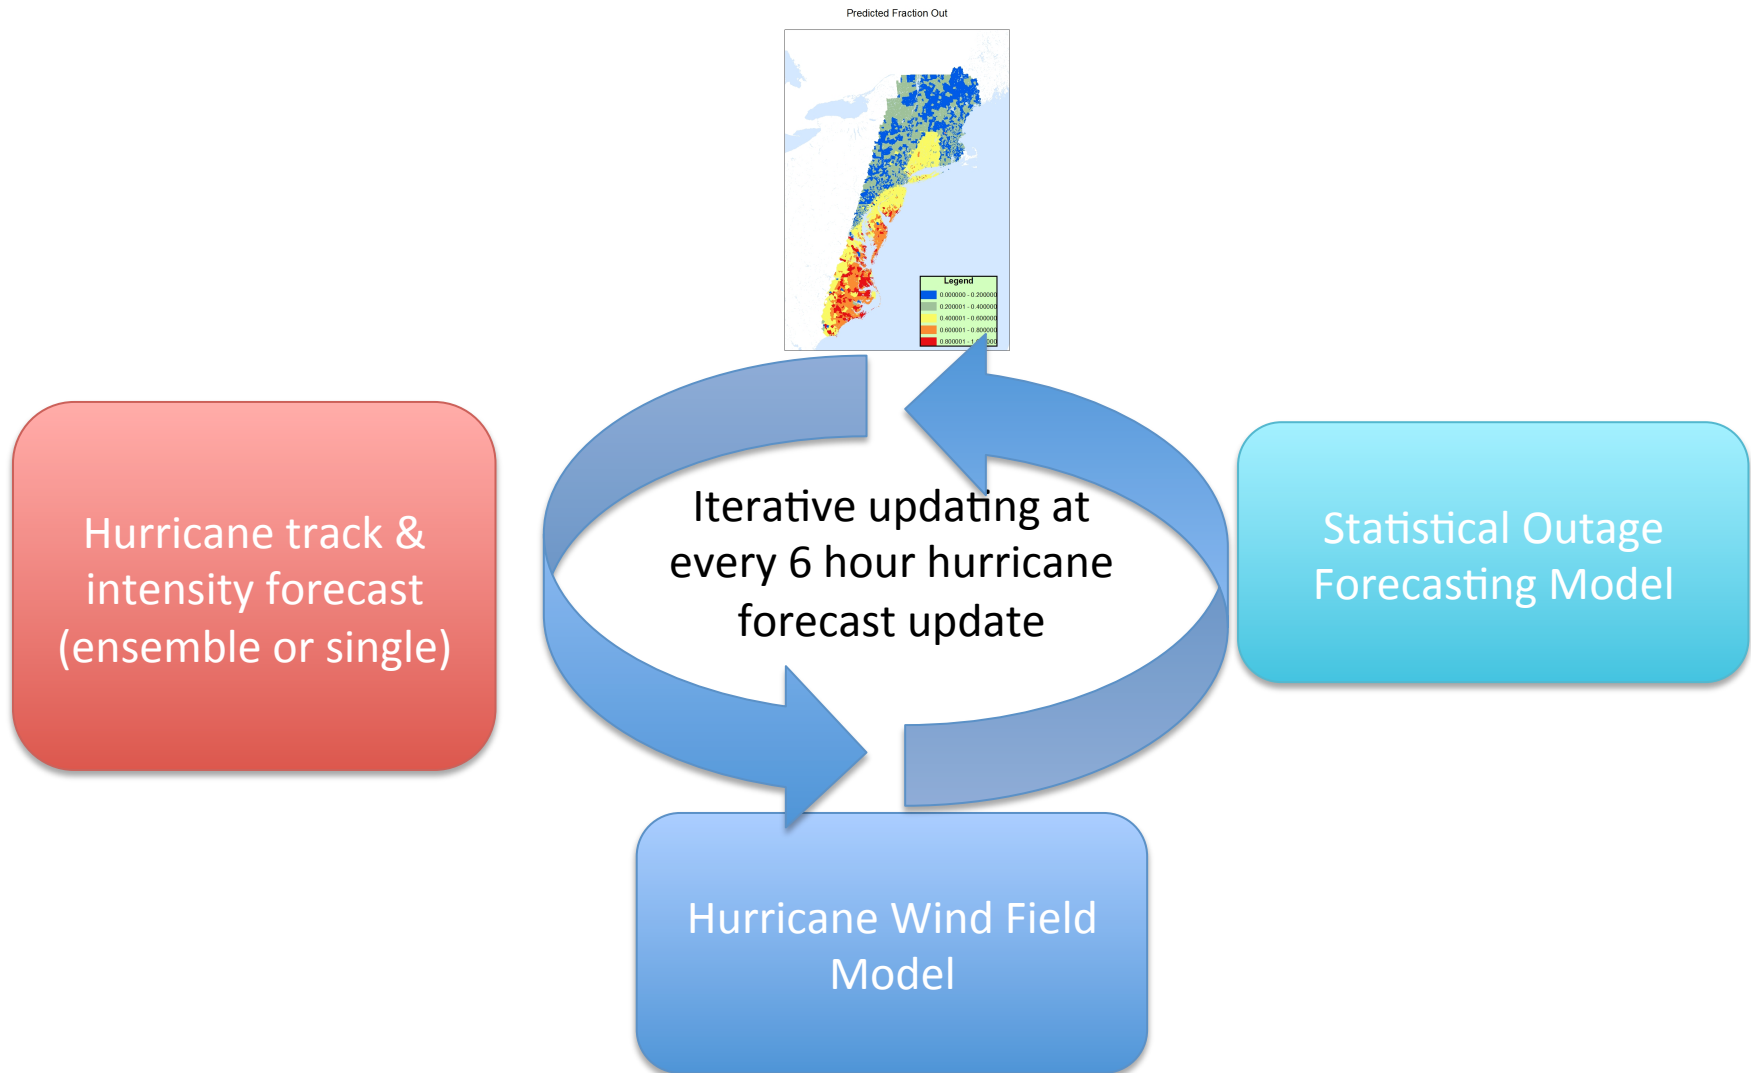 Predicted Fraction Out
Legend
0.000000 - 0.200000
0.200001 - 0.400000
0.400001 - 0.600000
0.600001 - 0.800000
0.800001 -
Hurricane track &
intensity forecast
(ensemble or single)
Iterative updating at
every 6 hour hurricane
forecast update
Statistical Outage
Forecasting Model
Hurricane Wind Field
Model